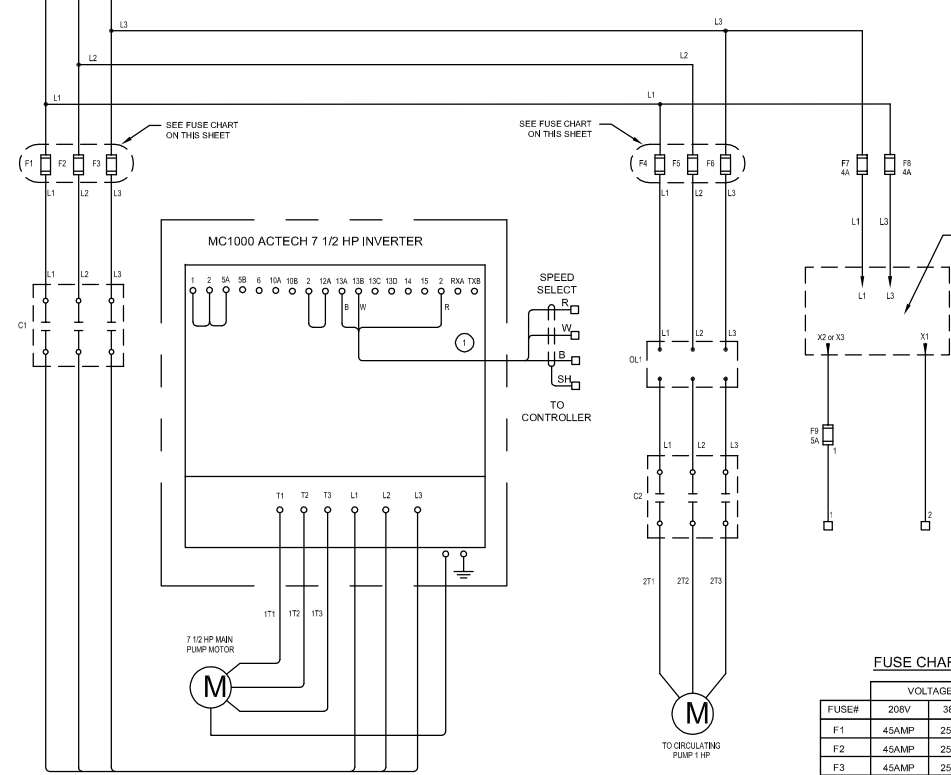 L3
L3
L2
L2
L1
L1
SEE FUSE CHART
ON THIS SHEET
SEE FUSE CHART
ON THIS SHEET
F1
F2
F3
F4
F5
F6
F7
4A
F8
4A
L1
L2
L3
L1
L2
L3
L1
L3
MC1000 ACTECH 7 1/2 HP INVERTER
1 2 5A 5B 6 10A 10B 2 12A 13A 13B 13C 13D 14 15 2 RXA TXB
B W R
1
SPEED
SELECT
R
W
B
SH
TO
CONTROLLER
L1
L2
L3
C1
L1
L2
L3
OL1
L1
L3
X2 or X3
X1
F9
5A
1
1
2
L1
L2
L3
C2
T1 T2 T3 L1 L2 L3
1T1
1T2
1T3
2T1
2T2
2T3
7 1/2 HP MAIN
PUMP MOTOR
M
M
TO CIRCULATING
PUMP 1 HP
FUSE CHAR
VOLTAGE
FUSE# 208V 38
F1 45AMP 25
F2 45AMP 25
F3 45AMP 25